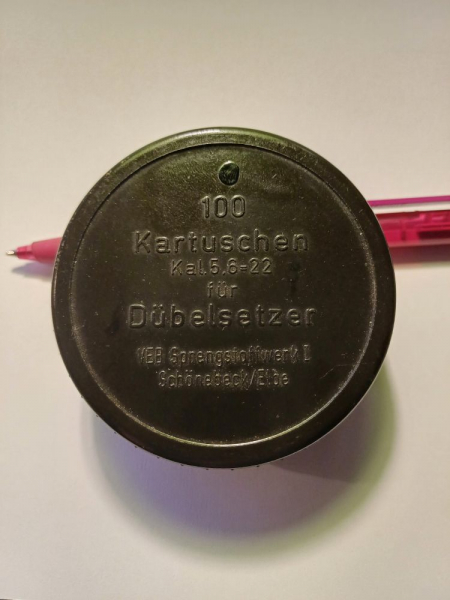 100
Kartuschen
Kal.5,6-22
für
Dübelsetzer
VEB Sprengstoffwerk I
Schönebeck/Elbe